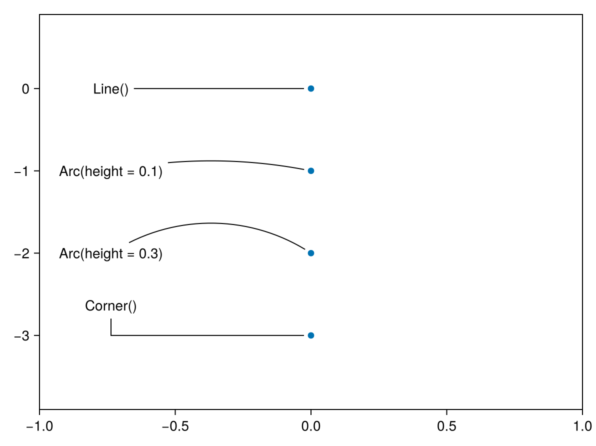 0
Line()
−1
Arc(height = 0.1)
−2
Arc(height = 0.3)
Corner()
−3
−1.0 −0.5 0.0 0.5 1.0